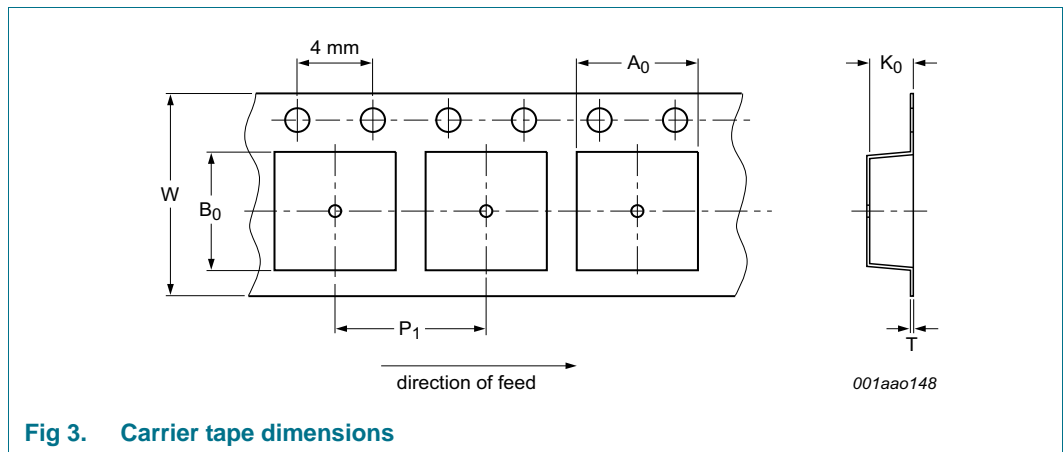 4 mm
A0
K0
W
B0
P1
T
direction of feed
001aao148
Fig 3. Carrier tape dimensions